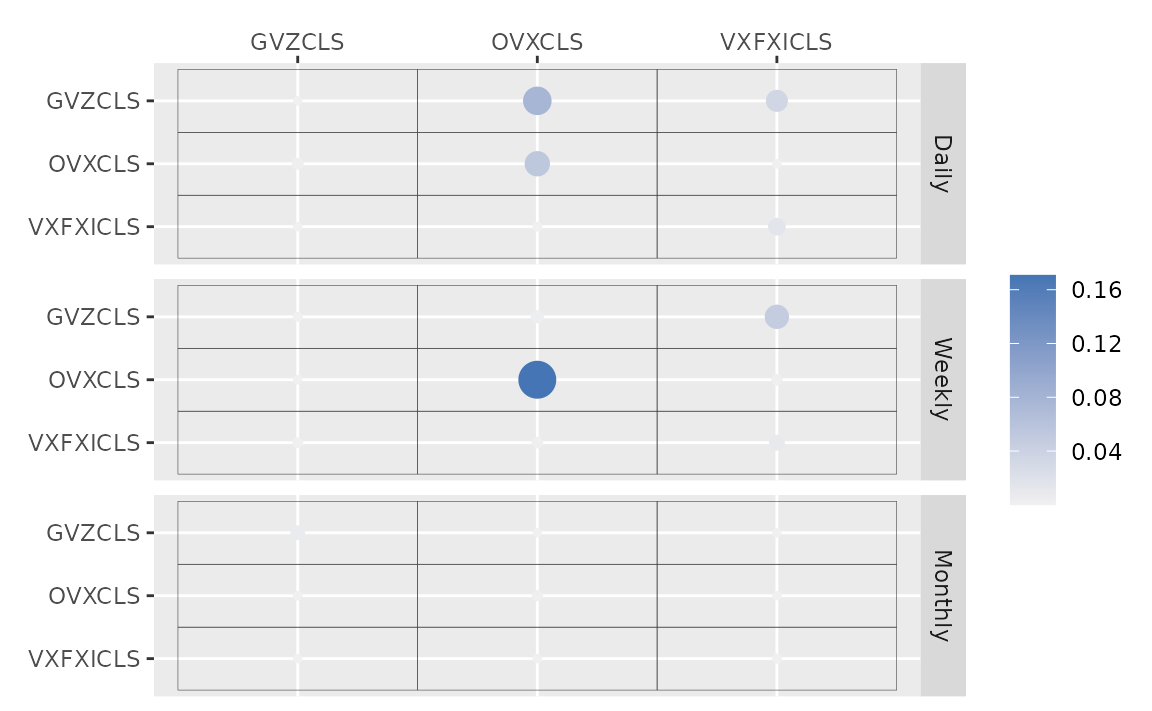 GVZCLS OVXCLS VXFXICLS
GVZCLS
OVXCLS
VXFXICLS
Daily
GVZCLS
OVXCLS
VXFXICLS
Weekly
GVZCLS
OVXCLS
VXFXICLS
Monthly
0.16
0.12
0.08
0.04